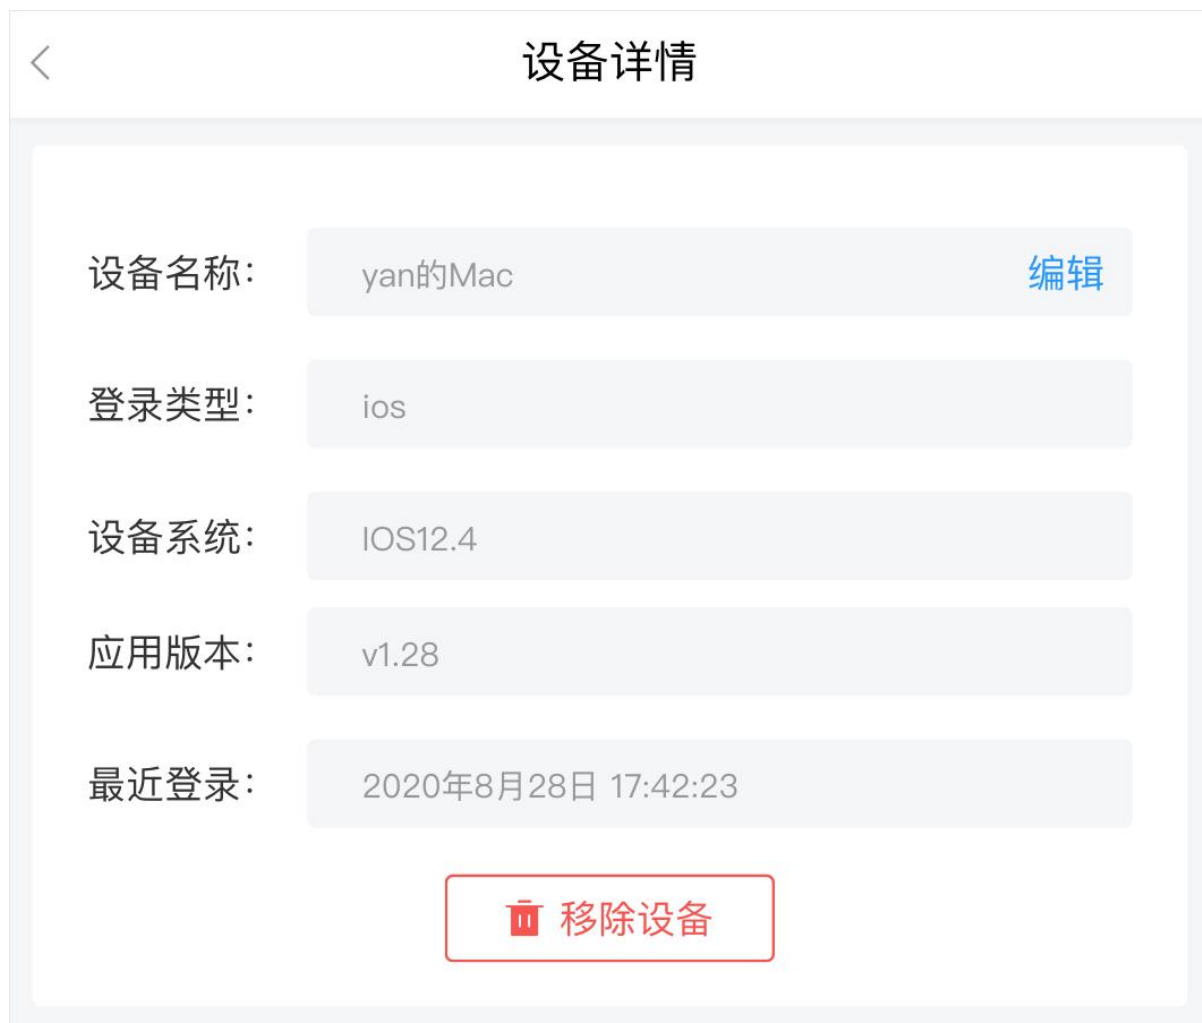 设备详情
设备名称： yan的Mac 编辑
登录类型： ios
设备系统： IOS12.4
应用版本： v1.28
最近登录： 2020年8月28日 17:42:23
移除设备